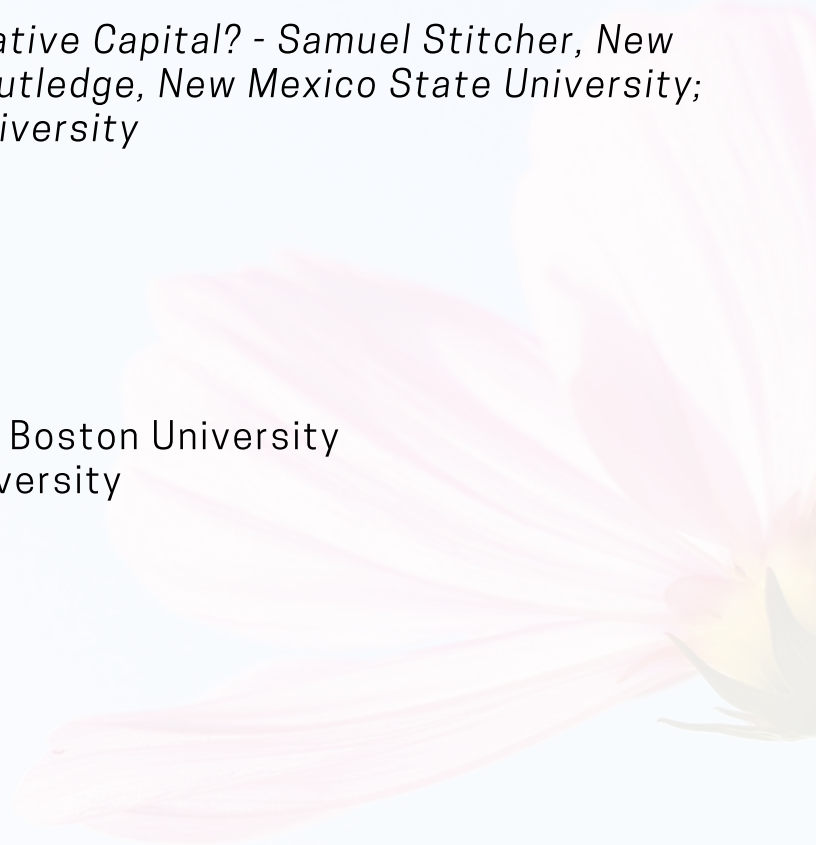 ative Capital? - Samuel Stitcher, New
utledge, New Mexico State University;
iversity
Boston University
versity